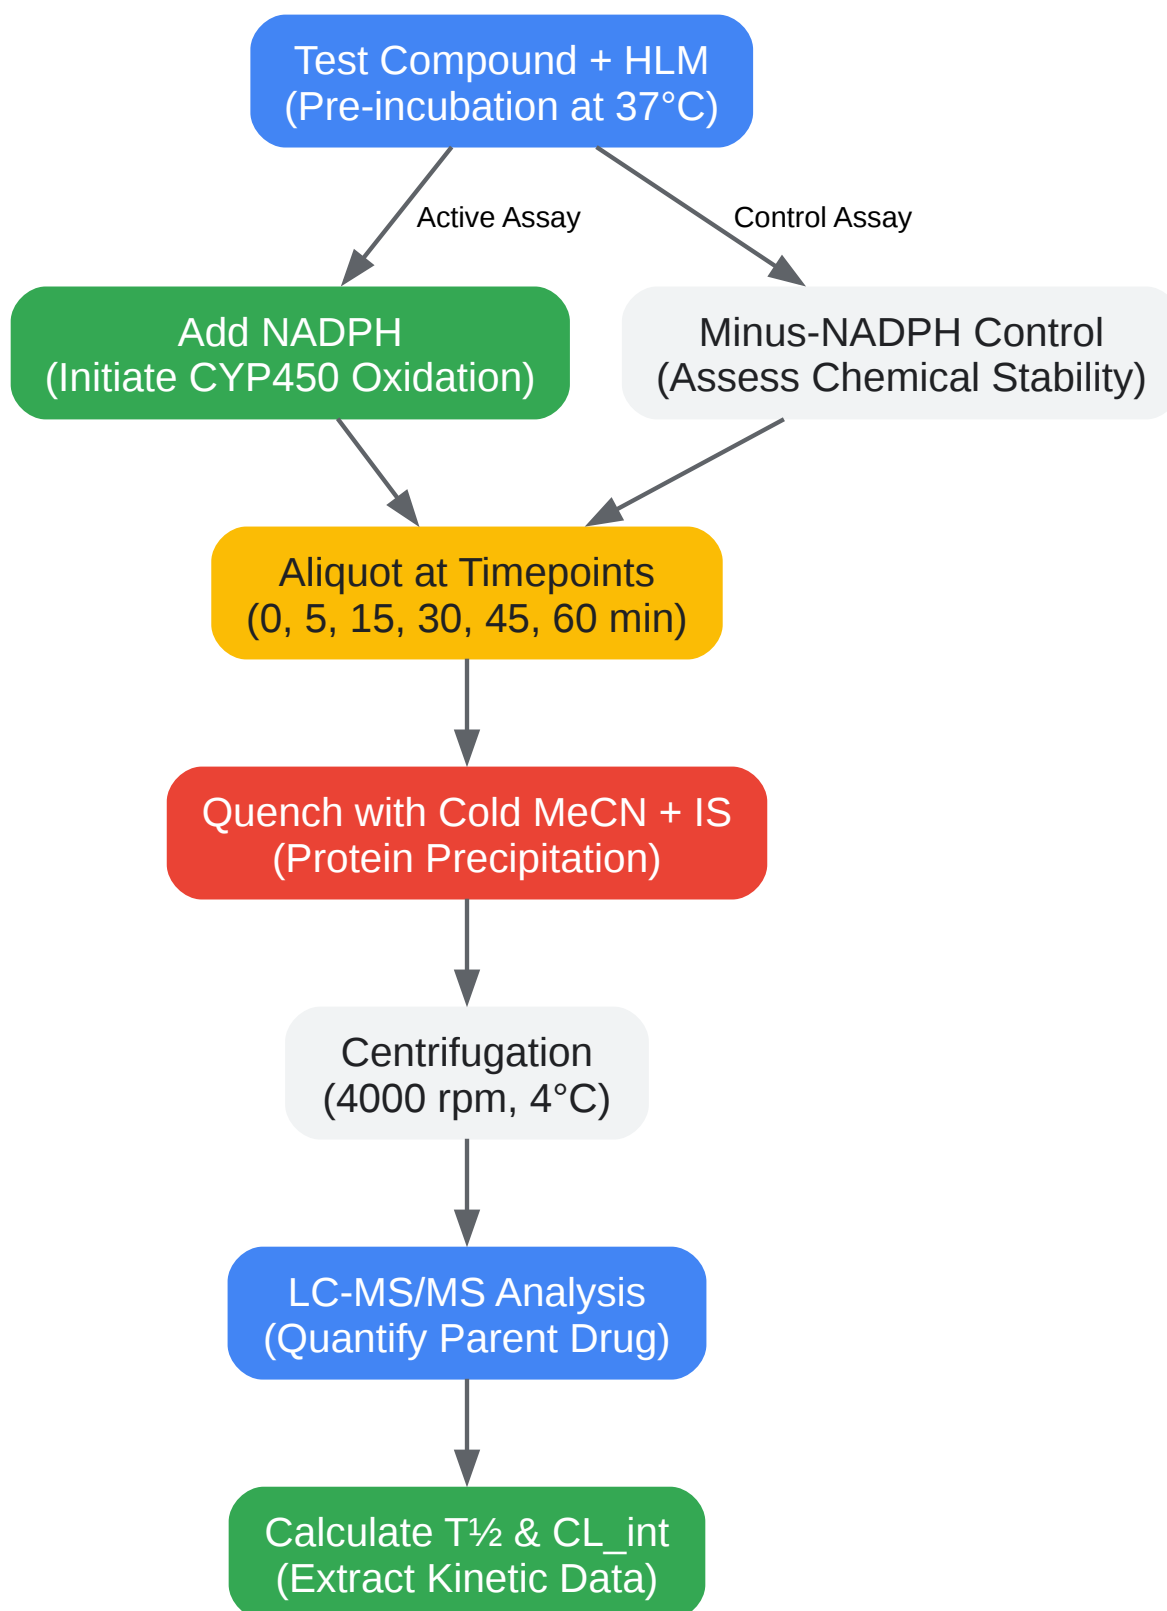 Test Compound + HLM
(Pre-incubation at 37°C)
Active Assay
Control Assay
Add NADPH
(Initiate CYP450 Oxidation)
Minus-NADPH Control
(Assess Chemical Stability)
Aliquot at Timepoints
(0, 5, 15, 30, 45, 60 min)
Quench with Cold MeCN + IS
(Protein Precipitation)
Centrifugation
(4000 rpm, 4°C)
LC-MS/MS Analysis
(Quantify Parent Drug)
Calculate T½ & CL_int
(Extract Kinetic Data)